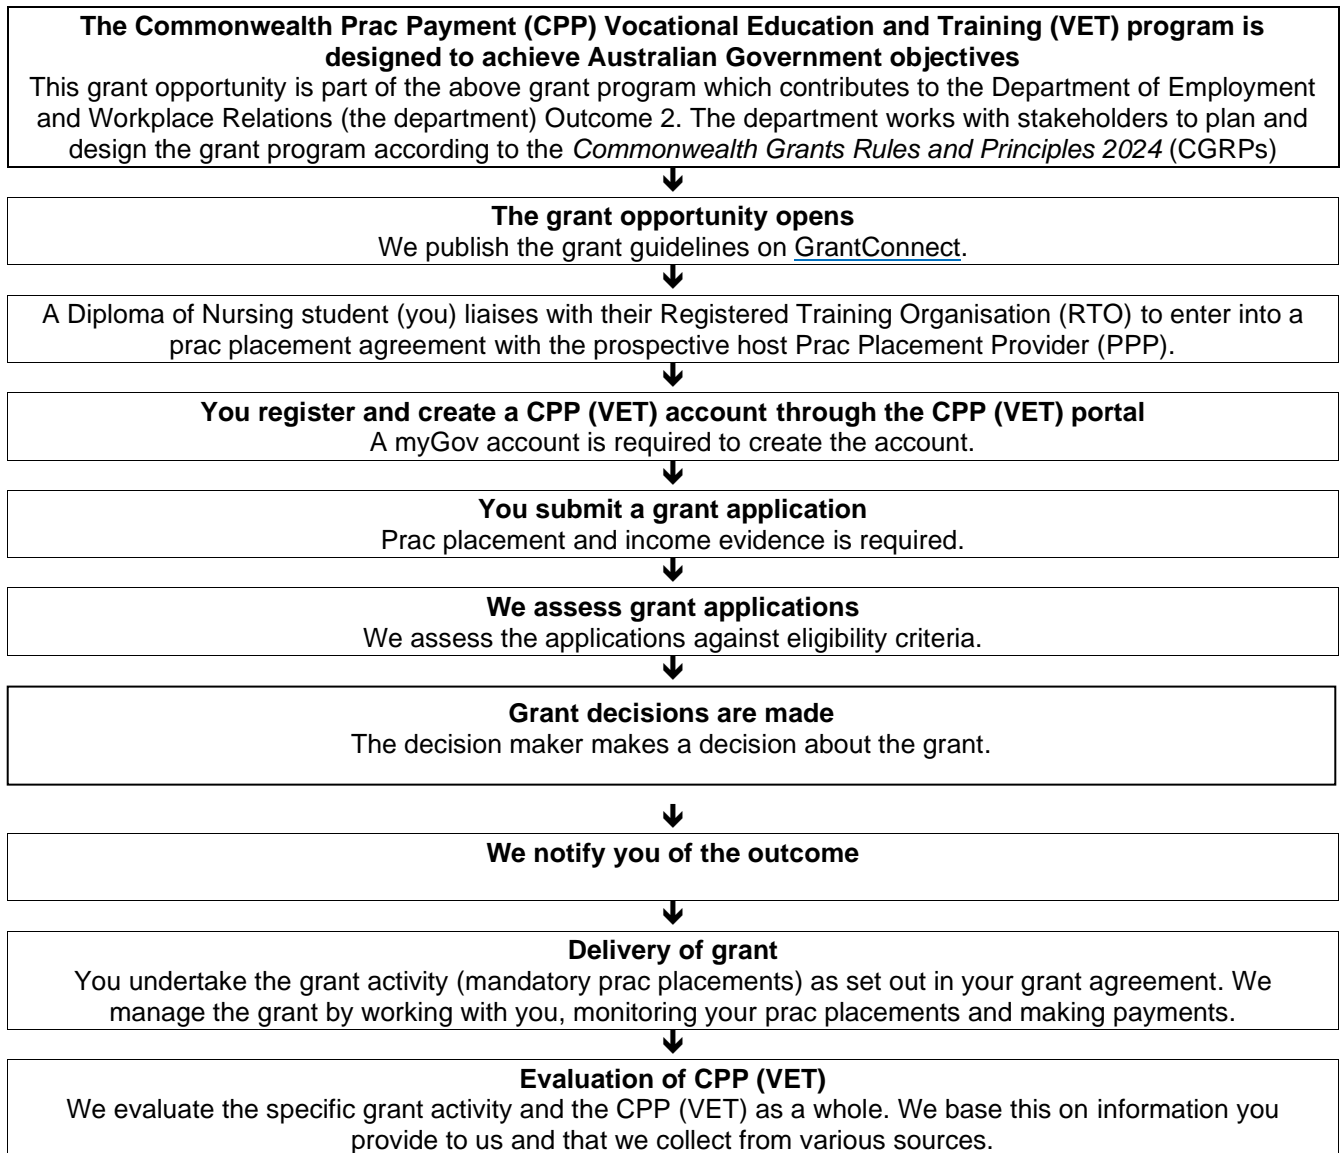 The Commonwealth Prac Payment (CPP) Vocational Education and Training (VET) program is
designed to achieve Australian Government objectives
This grant opportunity is part of the above grant program which contributes to the Department of Employment
and Workplace Relations (the department) Outcome 2. The department works with stakeholders to plan and
design the grant program according to the Commonwealth Grants Rules and Principles 2024 (CGRPs)
The grant opportunity opens
We publish the grant guidelines on GrantConnect.
A Diploma of Nursing student (you) liaises with their Registered Training Organisation (RTO) to enter into a
prac placement agreement with the prospective host Prac Placement Provider (PPP).
You register and create a CPP (VET) account through the CPP (VET) portal
A myGov account is required to create the account.
You submit a grant application
Prac placement and income evidence is required.
We assess grant applications
We assess the applications against eligibility criteria.
Grant decisions are made
The decision maker makes a decision about the grant.
We notify you of the outcome
Delivery of grant
You undertake the grant activity (mandatory prac placements) as set out in your grant agreement. We
manage the grant by working with you, monitoring your prac placements and making payments.
Evaluation of CPP (VET)
We evaluate the specific grant activity and the CPP (VET) as a whole. We base this on information you
provide to us and that we collect from various sources.